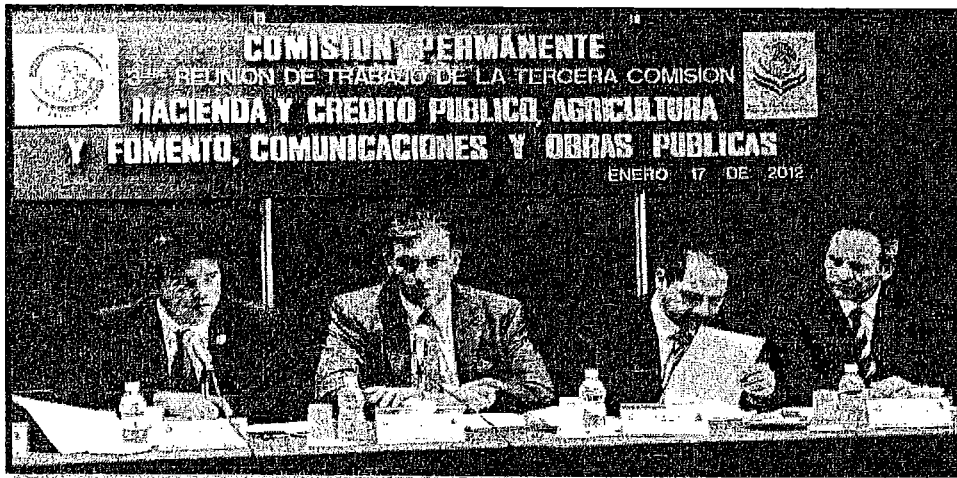 COMISION PERMANENTE
3ra REUNION DE TRABAJO DE LA TERCERA COMISION
HACIENDA Y CREDITO PUBLICO, AGRICULTURA
Y FOMENTO, COMUNICACIONES Y OBRAS PUBLICAS
ENERO 17 DE 2012